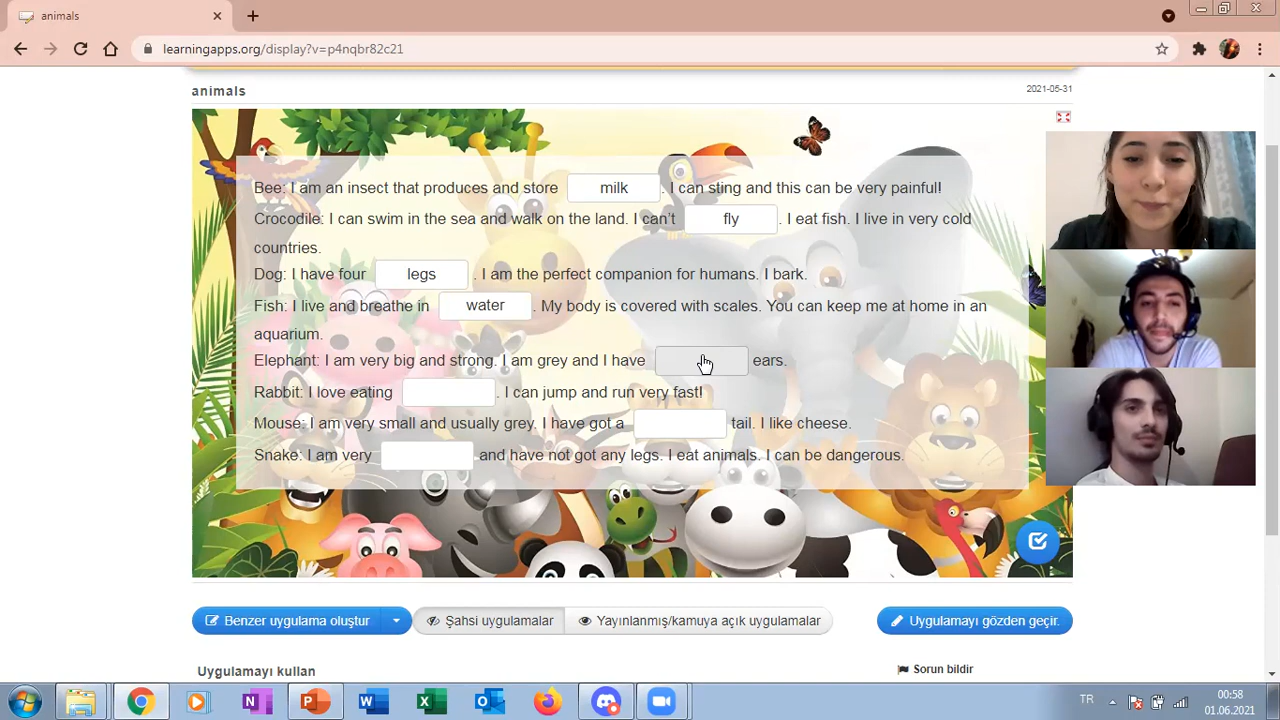 animals
learningapps.org/display?v=p4nqbr82c21
animals
2021-05-31
Bee: I am an insect that produces and store milk . I can sting and this can be very painful!
Crocodile: I can swim in the sea and walk on the land. I can't fly . I eat fish. I live in very cold
countries.
Dog: I have four legs . I am the perfect companion for humans. I bark.
Fish: I live and breathe in water . My body is covered with scales. You can keep me at home in an
aquarium.
Elephant: I am very big and strong. I am grey and I have ears.
Rabbit: I love eating . I can jump and run very fast!
Mouse: I am very small and usually grey. I have got a tail. I like cheese.
Snake: I am very and have not got any legs. I eat animals. I can be dangerous.
Benzer uygulama oluştur
Şahsi uygulamalar
Yayınlanmış/kamuya açık uygulamalar
Uygulamayı gözden geçir.
Uygulamayı kullan
Sorun bildir
TR
00:58
01.06.2021